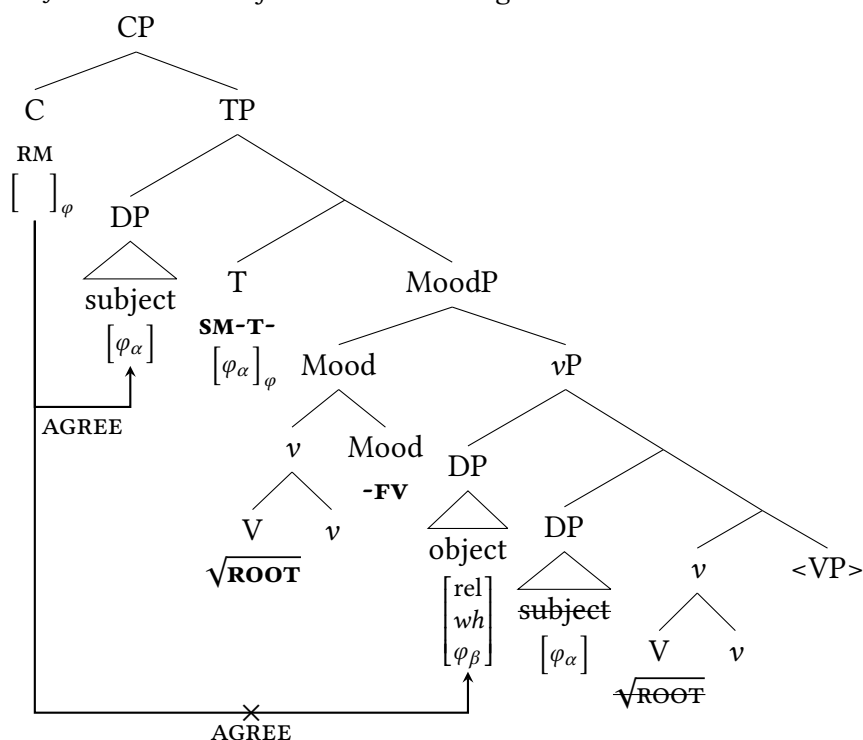 CP
C TP
RM
[ ]φ
DP
T MoodP
subject
[φα]
SM-T-
[φα]φ
Mood vP
AGREE
v Mood
-FV
DP
V v
√ROOT
object
[rel
wh
φβ]
DP
subject
[φα]
v <VP>
V v
√ROOT
AGREE